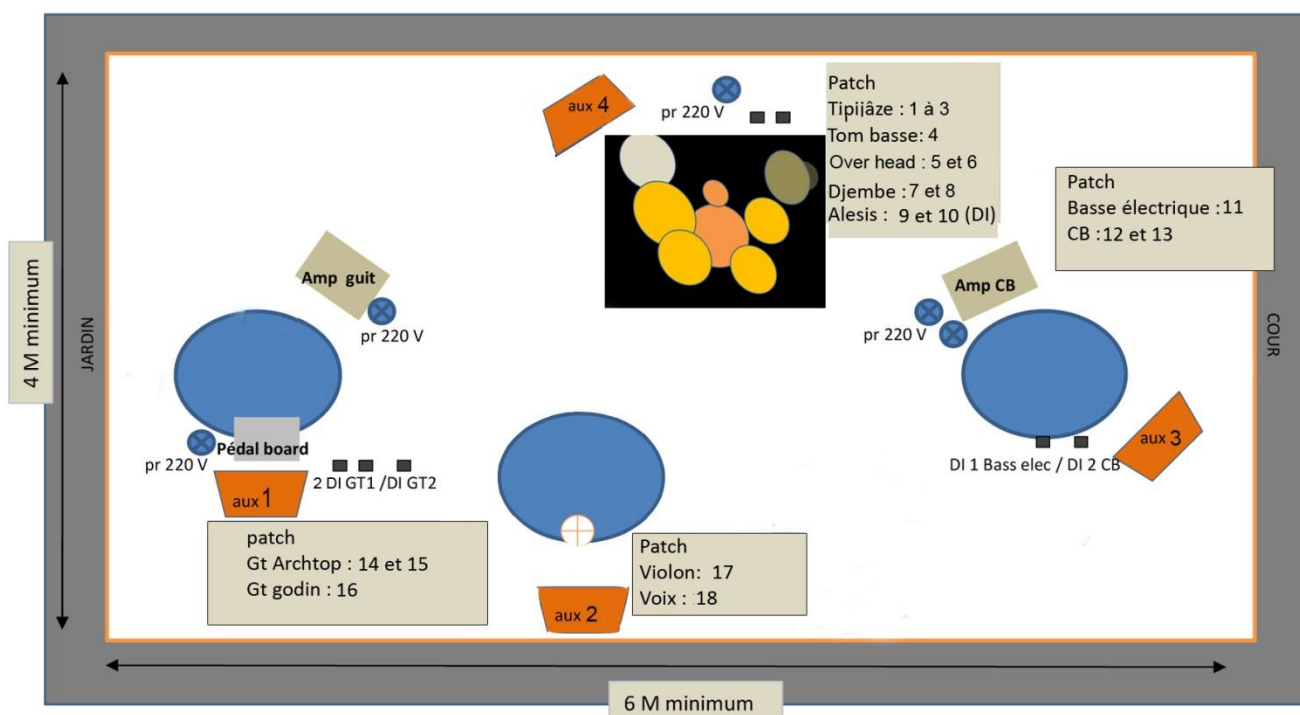 aux 4
pr 220 V
Patch
Tipijâze : 1 à 3
Tom basse: 4
Over head : 5 et 6
Djembe : 7 et 8
Alesis : 9 et 10 (DI)
Patch
Basse électrique :11
CB :12 et 13
Amp guit
pr 220 V
Amp CB
pr 220 V
4 M minimum
JARDIN
COUR
Pédal board
pr 220 V
aux 1
2 DI GT1 /DI GT2
aux 3
DI 1 Bass elec / DI 2 CB
patch
Gt Archtop : 14 et 15
Gt godin : 16
Patch
Violon: 17
Voix : 18
aux 2
6 M minimum